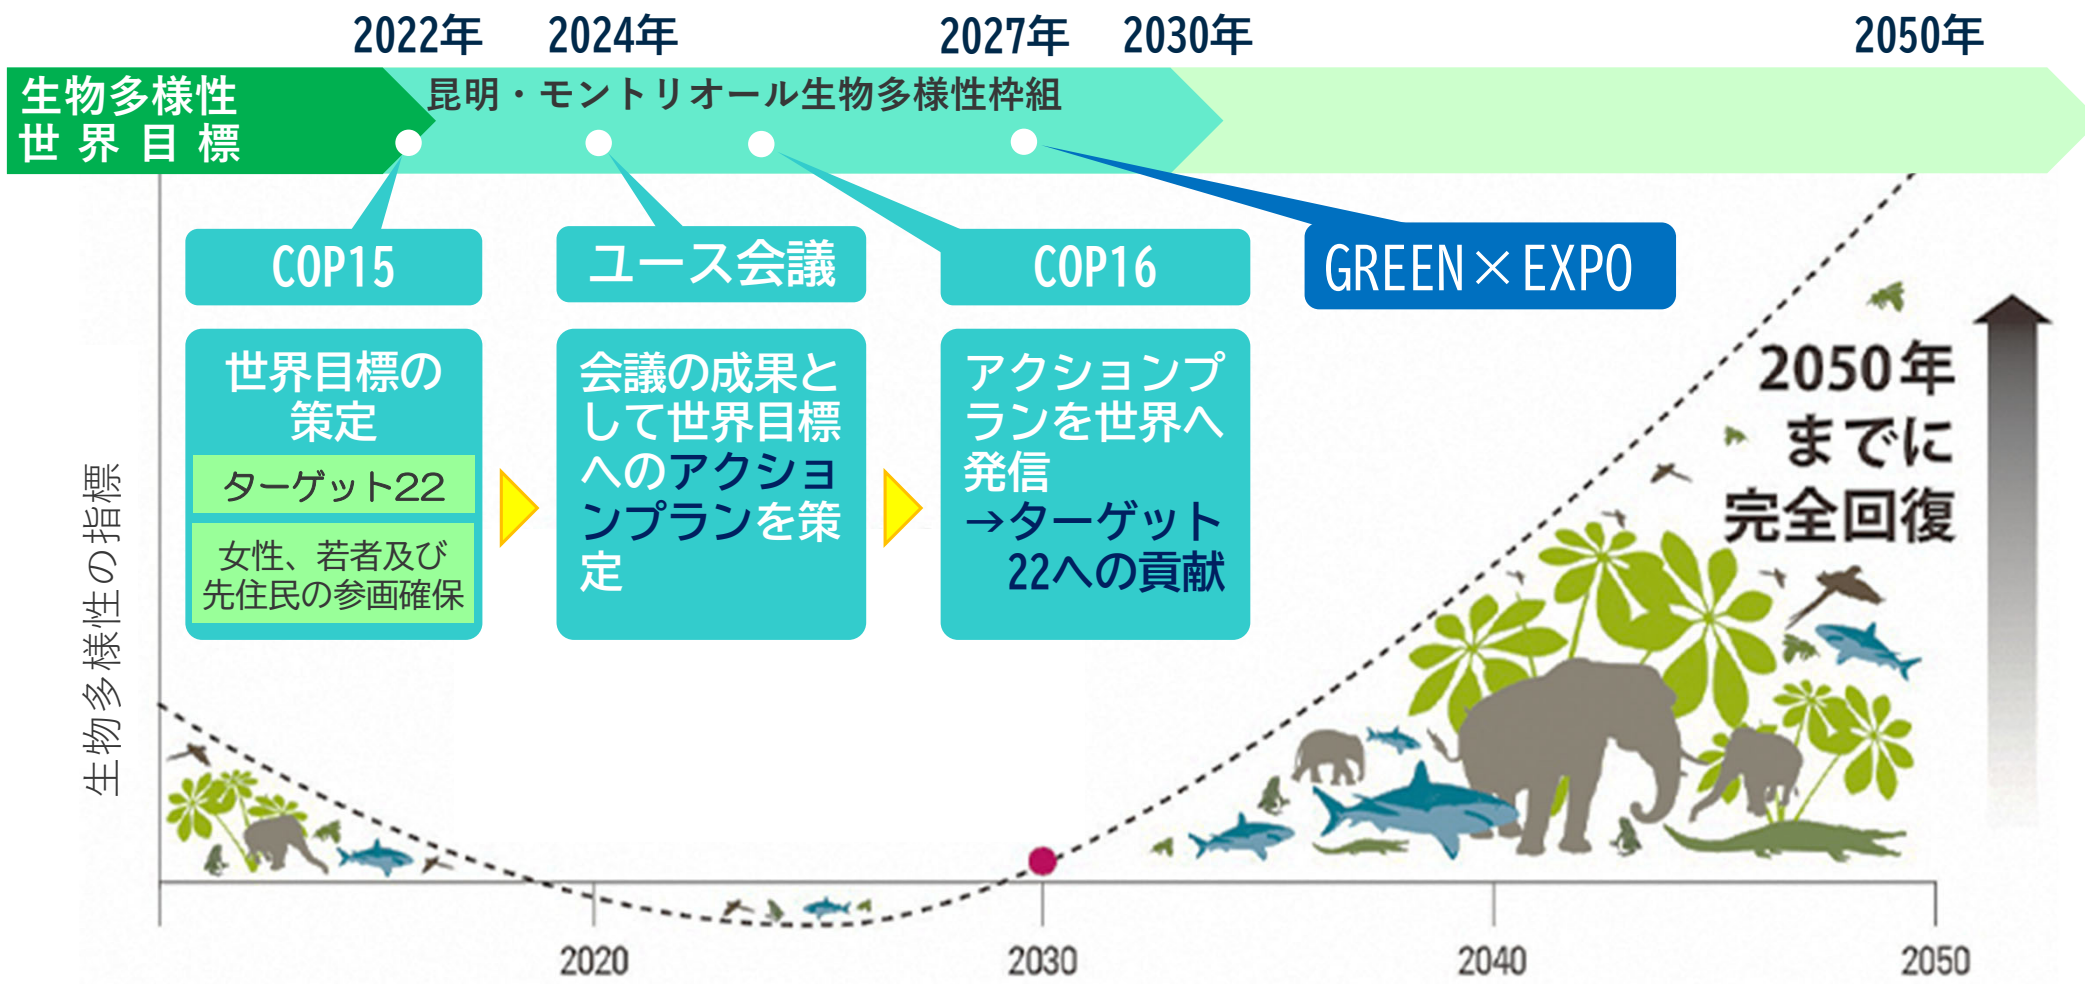 2022年 2024年 2027年 2030年 2050年
生物多様性
世界目標
昆明・モントリオール生物多様性枠組
COP15
世界目標の
策定
ターゲット22
女性、若者及び
先住民の参画確保
ユース会議
会議の成果と
して世界目標
へのアクショ
ンプランを策
定
COP16
アクションプ
ランを世界へ
発信
→ターゲット
22への貢献
GREEN×EXPO
2050年
までに
完全回復
生物多様性の指標
2020 2030 2040 2050